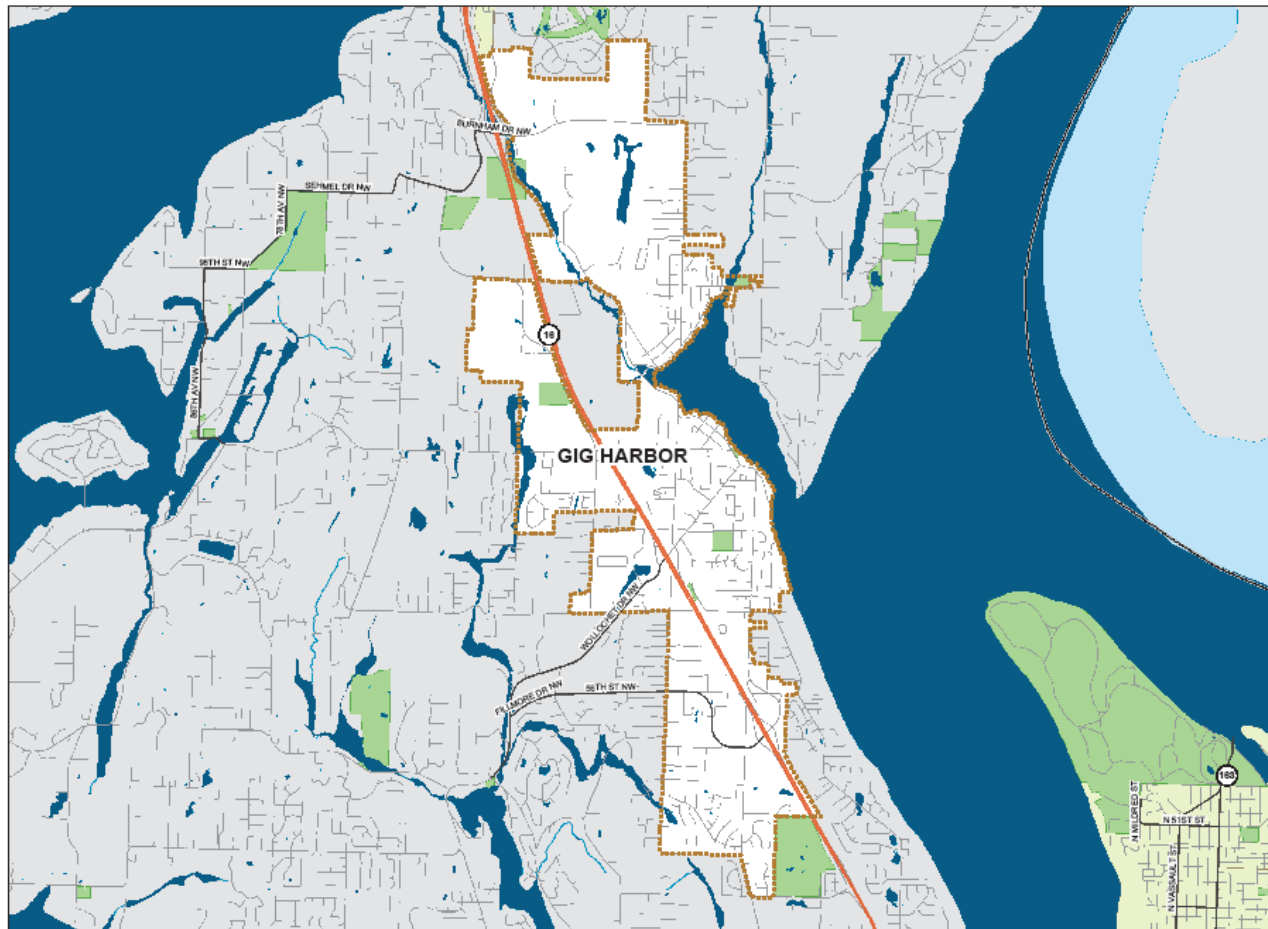 BURNHAM DR NW
SEHMEL DR NW
78TH AV NW
98TH ST NW
16
86TH AV NW
GIG HARBOR
WOLLOCHET DR NW
FILLMORE DR NW
56TH ST NW
163
N MILDRED ST
N 51ST ST
N VASSAULT ST